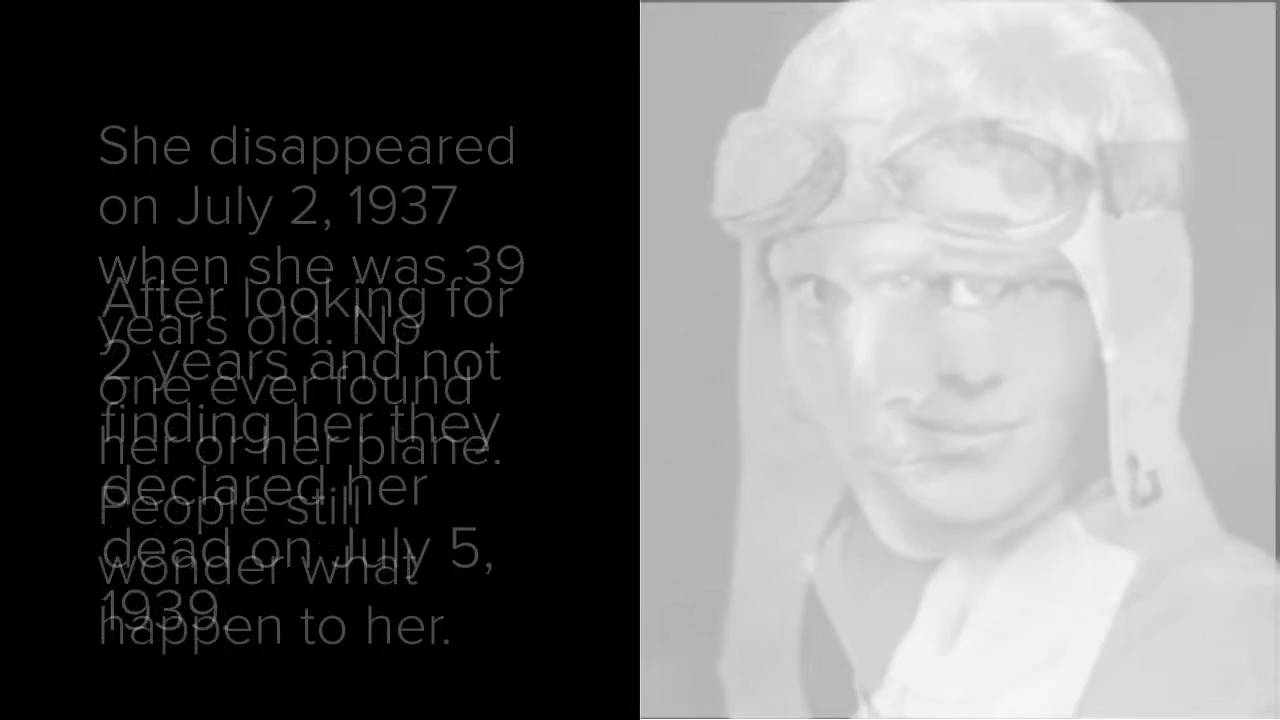 She disappeared
on July 2, 1937
when she was 39
years old. No
one ever found
her or her plane.
People still
wonder what
happen to her.
After looking for
2 years and not
finding her they
declared her
dead on July 5,
1939.